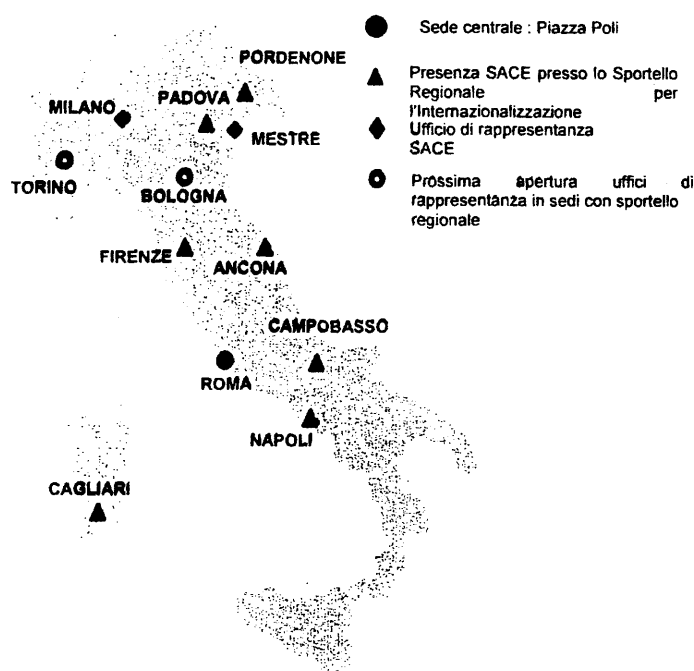 Sede centrale : Piazza Poli
PORDENONE
Presenza SACE presso lo Sportello
Regionale per
l'Internazionalizzazione
MILANO
PADOVA
Ufficio di rappresentanza
SACE
MESTRE
TORINO
BOLOGNA
Prossima apertura uffici di
rappresentanza in sedi con sportello
regionale
FIRENZE
ANCONA
CAMPOBASSO
ROMA
NAPOLI
CAGLIARI